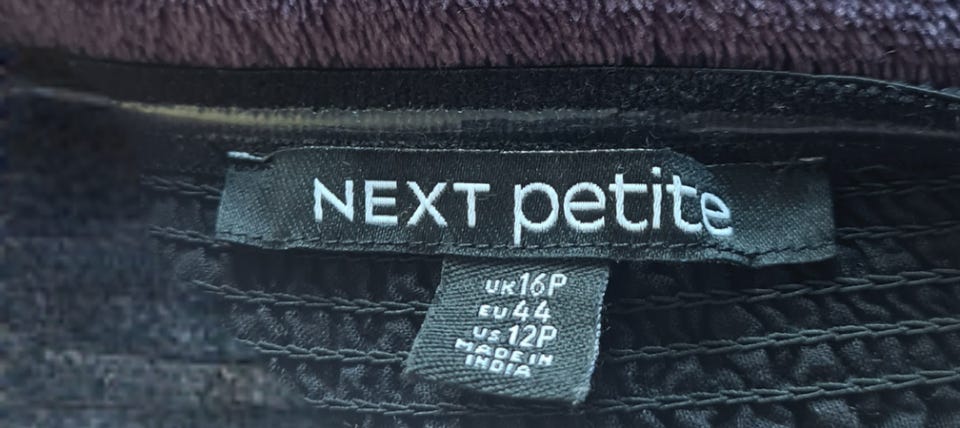 NEXT petite
UK 16P
EU 44
US 12P
MADE IN
INDIA